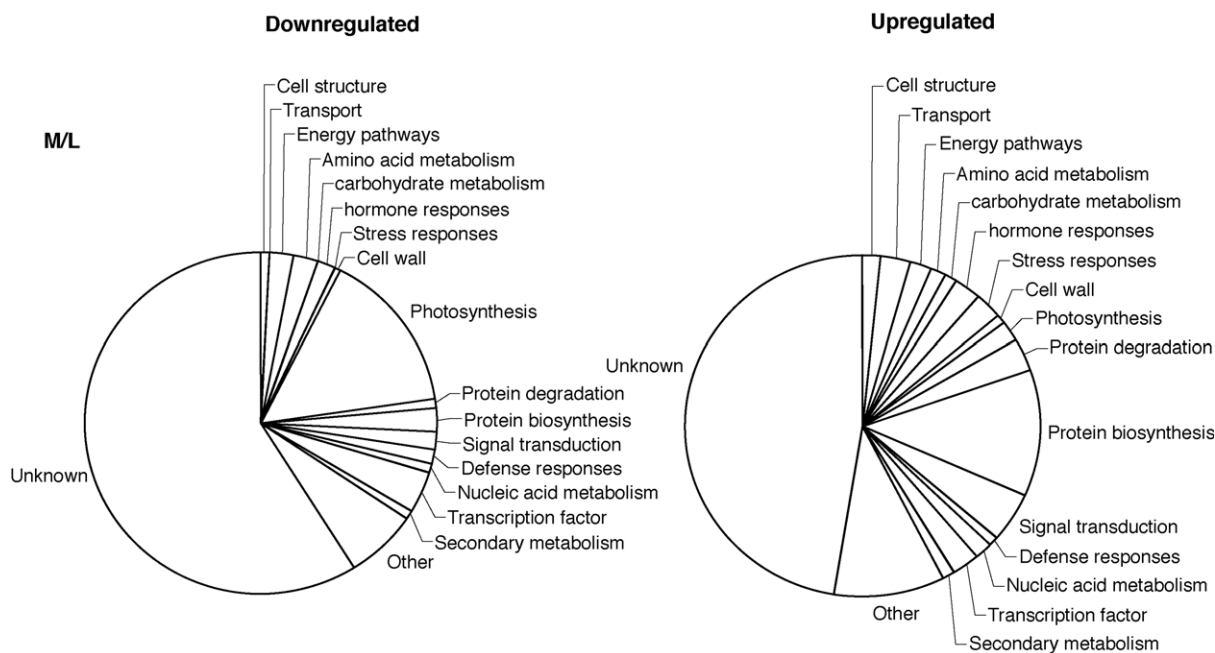 Downregulated
M/L
Cell structure
Transport
Energy pathways
Amino acid metabolism
carbohydrate metabolism
hormone responses
Stress responses
Cell wall
Photosynthesis
Protein degradation
Protein biosynthesis
Signal transduction
Defense responses
Nucleic acid metabolism
Transcription factor
Secondary metabolism
Other
Unknown
Upregulated
Cell structure
Transport
Energy pathways
Amino acid metabolism
carbohydrate metabolism
hormone responses
Stress responses
Cell wall
Photosynthesis
Protein degradation
Protein biosynthesis
Signal transduction
Defense responses
Nucleic acid metabolism
Transcription factor
Secondary metabolism
Other
Unknown